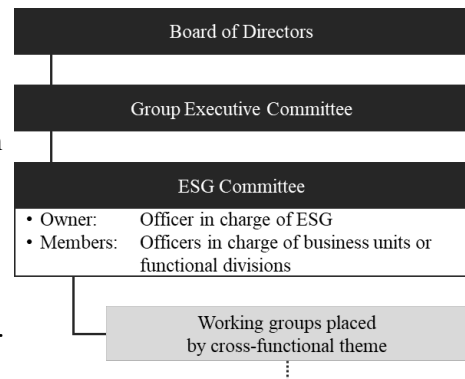 Board of Directors
Group Executive Committee
ESG Committee
• Owner: Officer in charge of ESG
• Members: Officers in charge of business units or
functional divisions
Working groups placed
by cross-functional theme